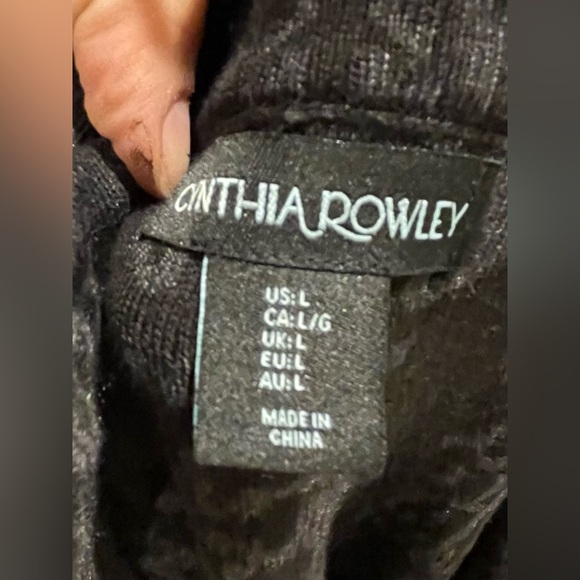 CYNTHIA ROWLEY
US: L
CA: L/G
UK: L
EU: L
AU: L
MADE IN
CHINA